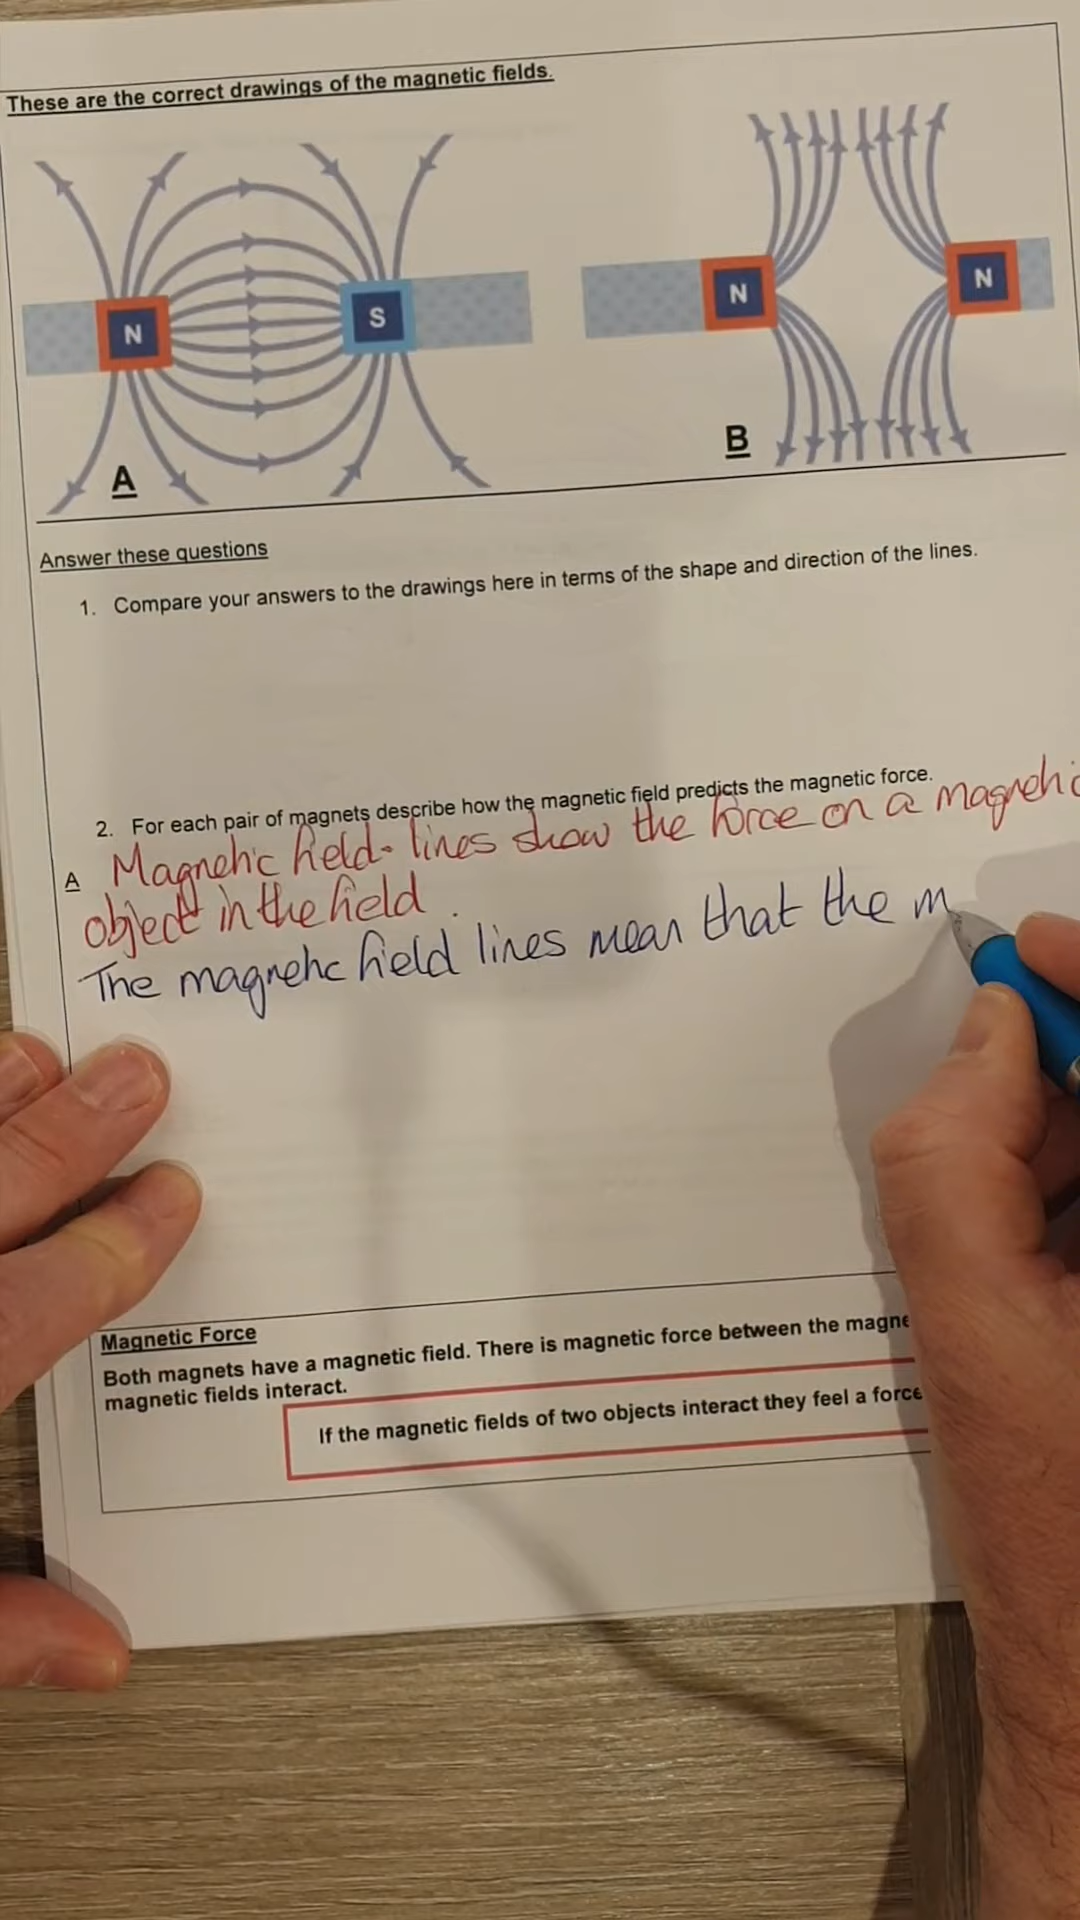 These are the correct drawings of the magnetic fields.
N
S
N
N
A
B
Answer these questions
1. Compare your answers to the drawings here in terms of the shape and direction of the lines.
2. For each pair of magnets describe how the magnetic field predicts the magnetic force.
A Magnetic field lines show the force on a magnetic
object in the field.
The magnetic field lines mean that the m
Magnetic Force
Both magnets have a magnetic field. There is magnetic force between the magne
magnetic fields interact.
If the magnetic fields of two objects interact they feel a force